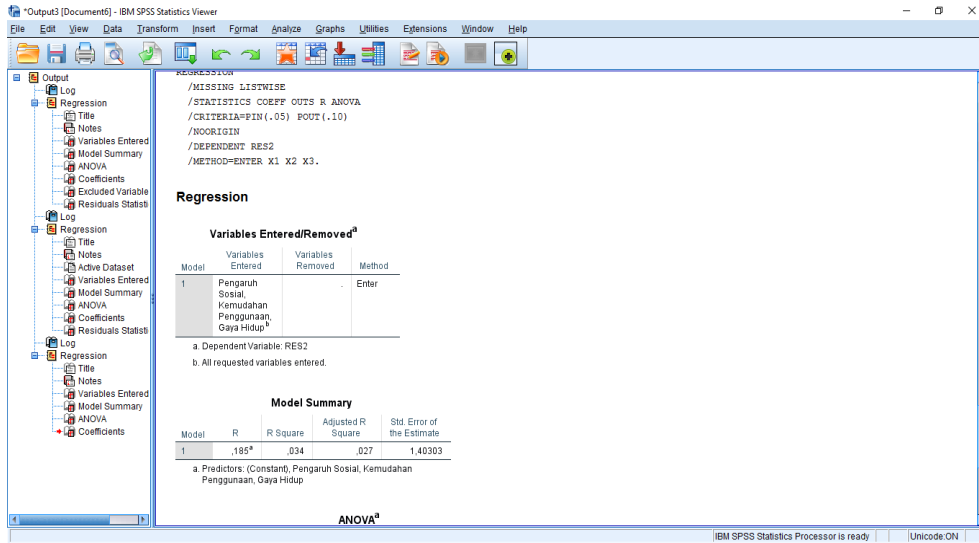 *Output3 [Document6] - IBM SPSS Statistics Viewer
File Edit View Data Transform Insert Format Analyze Graphs Utilities Extensions Window Help
Output
Log
Regression
Title
Notes
Variables Entered
Model Summary
ANOVA
Coefficients
Excluded Variable
Residuals Statisti
Log
Regression
Title
Notes
Active Dataset
Variables Entered
Model Summary
ANOVA
Coefficients
Residuals Statisti
Log
Regression
Title
Notes
Variables Entered
Model Summary
ANOVA
Coefficients
REGRESSION
/MISSING LISTWISE
/STATISTICS COEFF OUTS R ANOVA
/CRITERIA=PIN(.05) POUT(.10)
/NOORIGIN
/DEPENDENT RES2
/METHOD=ENTER X1 X2 X3.
Regression
Variables Entered/Removedᵃ
Model Variables Entered Variables Removed Method
1 Pengaruh . Enter
Sosial,
Kemudahan
Penggunaan,
Gaya Hidupᵇ
a. Dependent Variable: RES2
b. All requested variables entered.
Model Summary
Model R R Square Adjusted R Square Std. Error of the Estimate
1 ,185ᵃ ,034 ,027 1,40303
a. Predictors: (Constant), Pengaruh Sosial, Kemudahan
Penggunaan, Gaya Hidup
ANOVAᵃ
IBM SPSS Statistics Processor is ready Unicode:ON